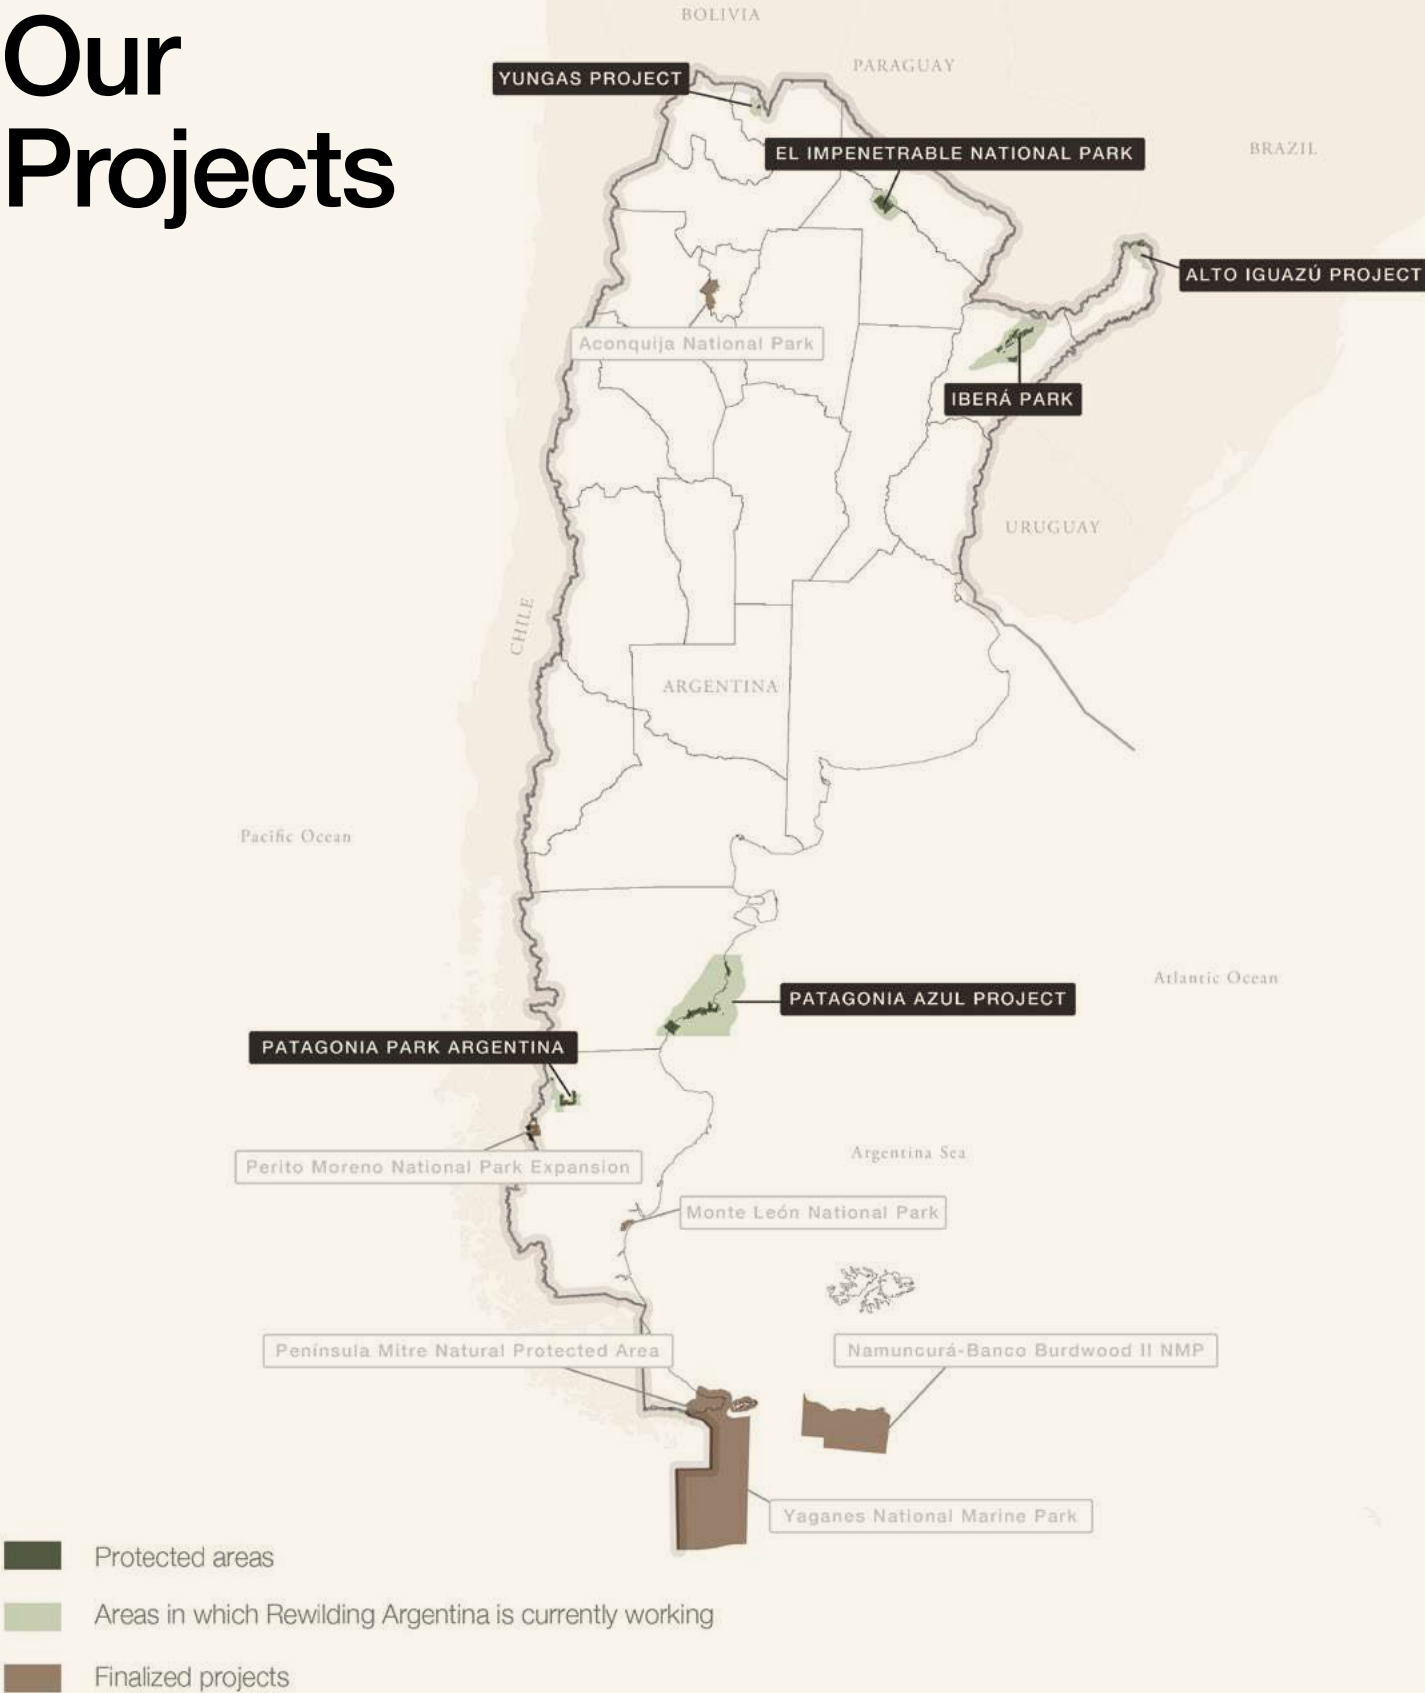 Our
Projects
BOLIVIA
PARAGUAY
YUNGAS PROJECT
EL IMPENETRABLE NATIONAL PARK
BRAZIL
ALTO IGUAZÚ PROJECT
Aconquija National Park
IBERÁ PARK
URUGUAY
CHILE
ARGENTINA
Pacific Ocean
Atlantic Ocean
PATAGONIA AZUL PROJECT
PATAGONIA PARK ARGENTINA
Argentina Sea
Perito Moreno National Park Expansion
Monte León National Park
Península Mitre Natural Protected Area
Namuncurá-Banco Burdwood II NMP
Yaganes National Marine Park
Protected areas
Areas in which Rewilding Argentina is currently working
Finalized projects